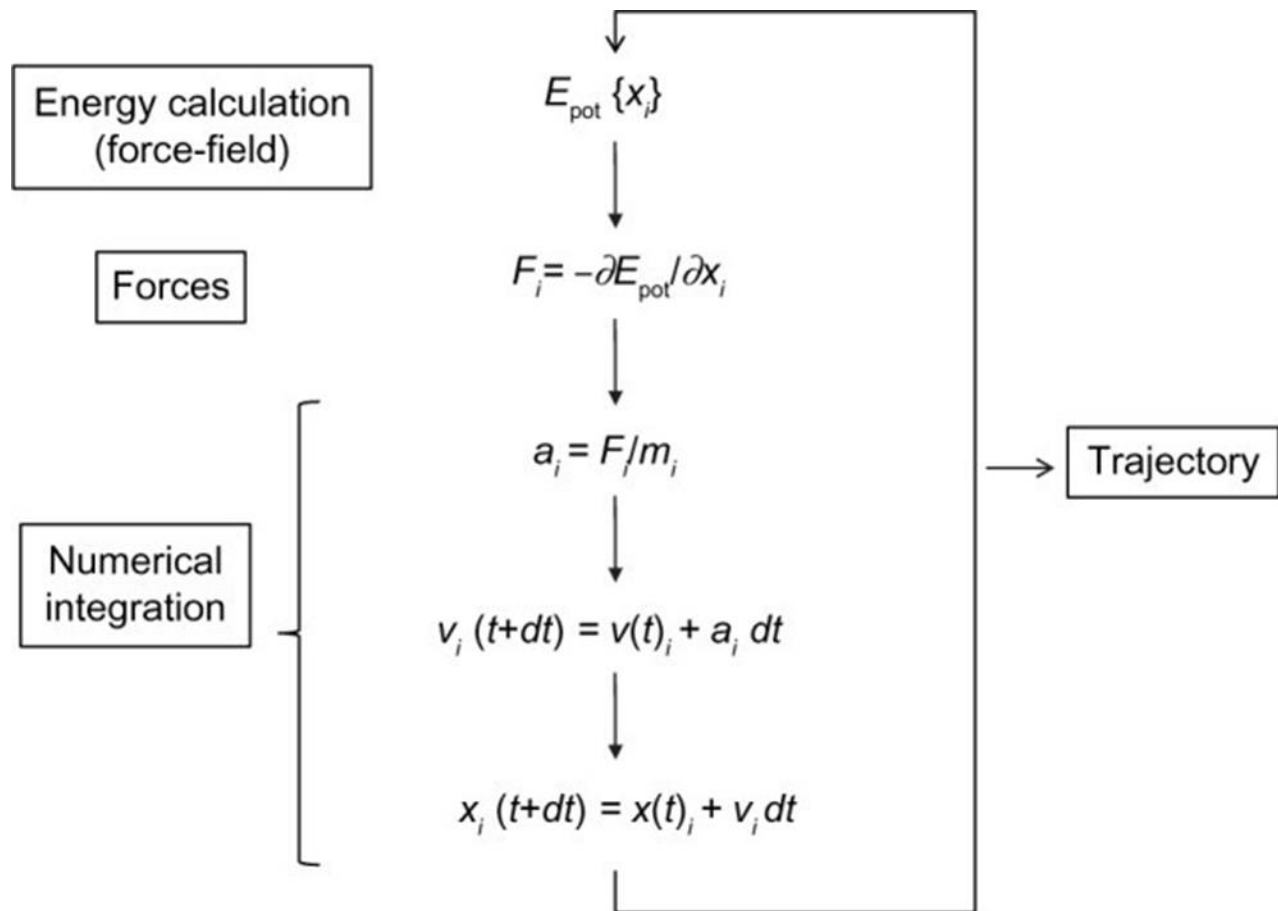 Energy calculation
(force-field)
E_pot {x_i}
Forces
F_i = –∂E_pot/∂x_i
a_i = F_i/m_i
Trajectory
Numerical
integration
v_i (t+dt) = v(t)_i + a_i dt
x_i (t+dt) = x(t)_i + v_i dt